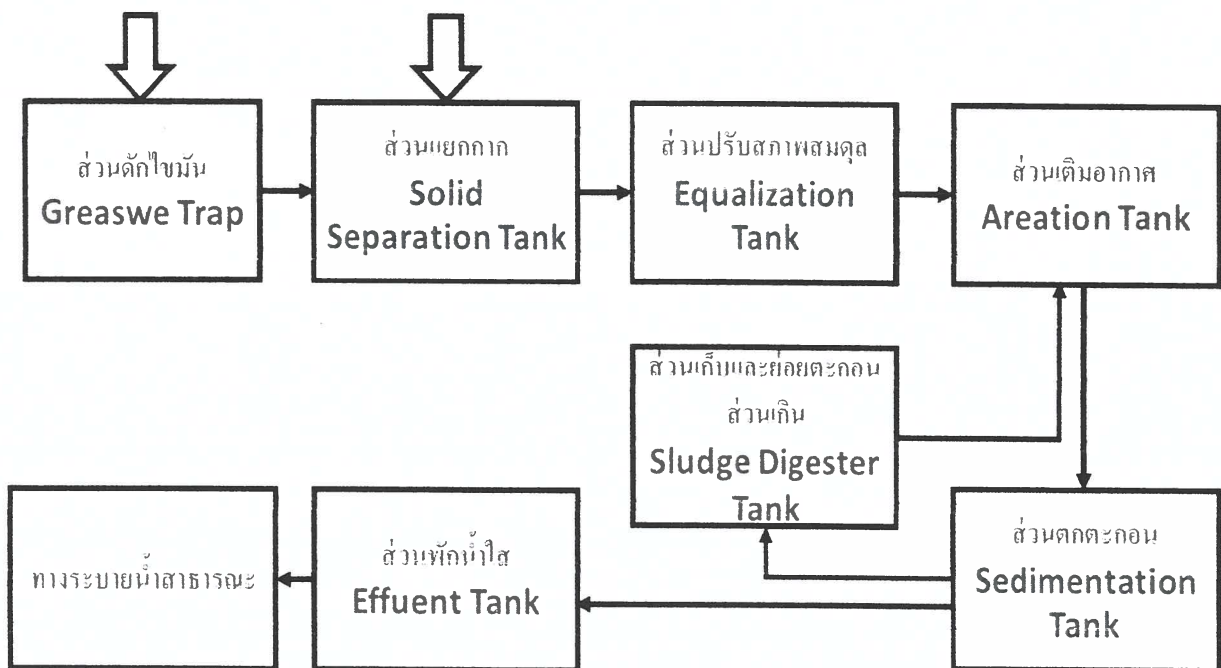 ส่วนดักไขมัน
Greaswe Trap
ส่วนแยกกาก
Solid
Separation Tank
ส่วนปรับสภาพสมดุล
Equalization
Tank
ส่วนเติมอากาศ
Areation Tank
ส่วนเก็บและย่อยตะกอน
ส่วนเกิน
Sludge Digester
Tank
ส่วนตกตะกอน
Sedimentation
Tank
ส่วนพักน้ำใส
Effuent Tank
ทางระบายน้ำสาธารณะ